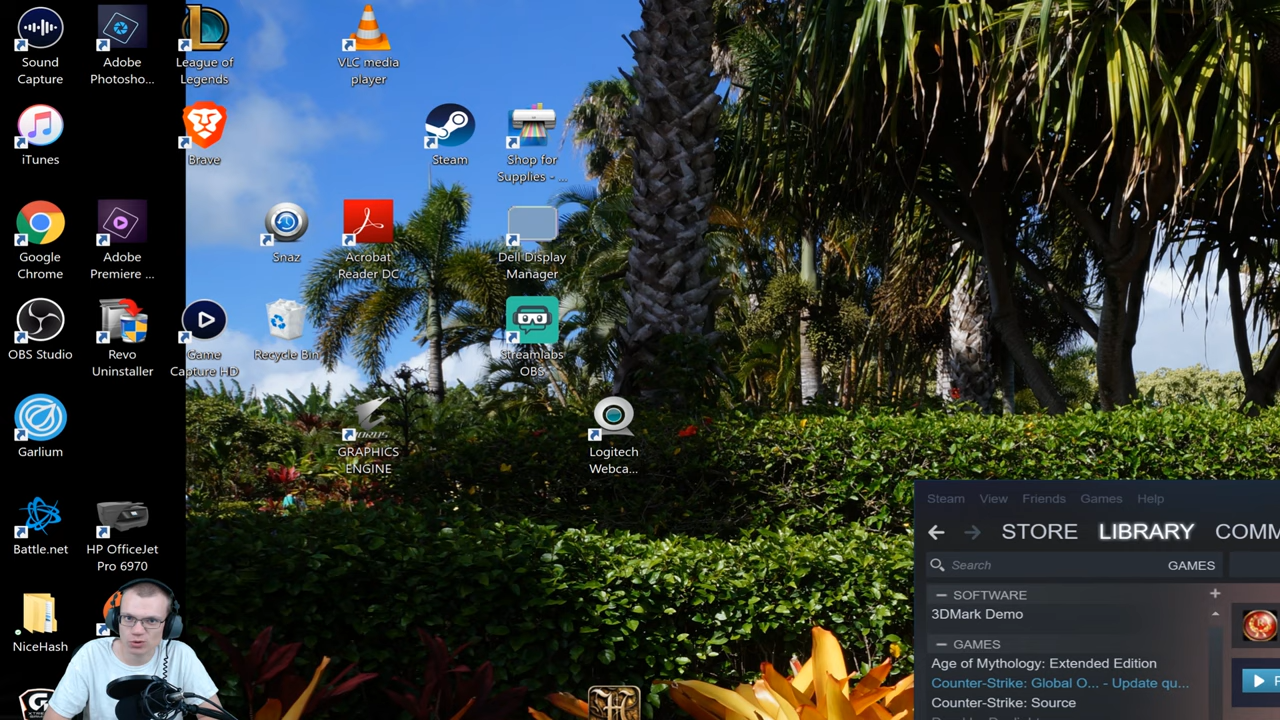 Sound
Capture
Adobe
Photosho...
League of
Legends
VLC media
player
iTunes
Brave
Steam
Shop for
Supplies - ...
Google
Chrome
Adobe
Premiere ...
Snaz
Acrobat
Reader DC
Dell Display
Manager
OBS Studio
Revo
Uninstaller
Game
Capture HD
Recycle Bin
Streamlabs
OBS
Garlium
GRAPHICS
ENGINE
Logitech
Webca...
Battle.net
HP OfficeJet
Pro 6970
NiceHash
Steam View Friends Games Help
STORE LIBRARY COMM
Search GAMES
SOFTWARE
3DMark Demo
GAMES
Age of Mythology: Extended Edition
Counter-Strike: Global O... - Update qu...
Counter-Strike: Source